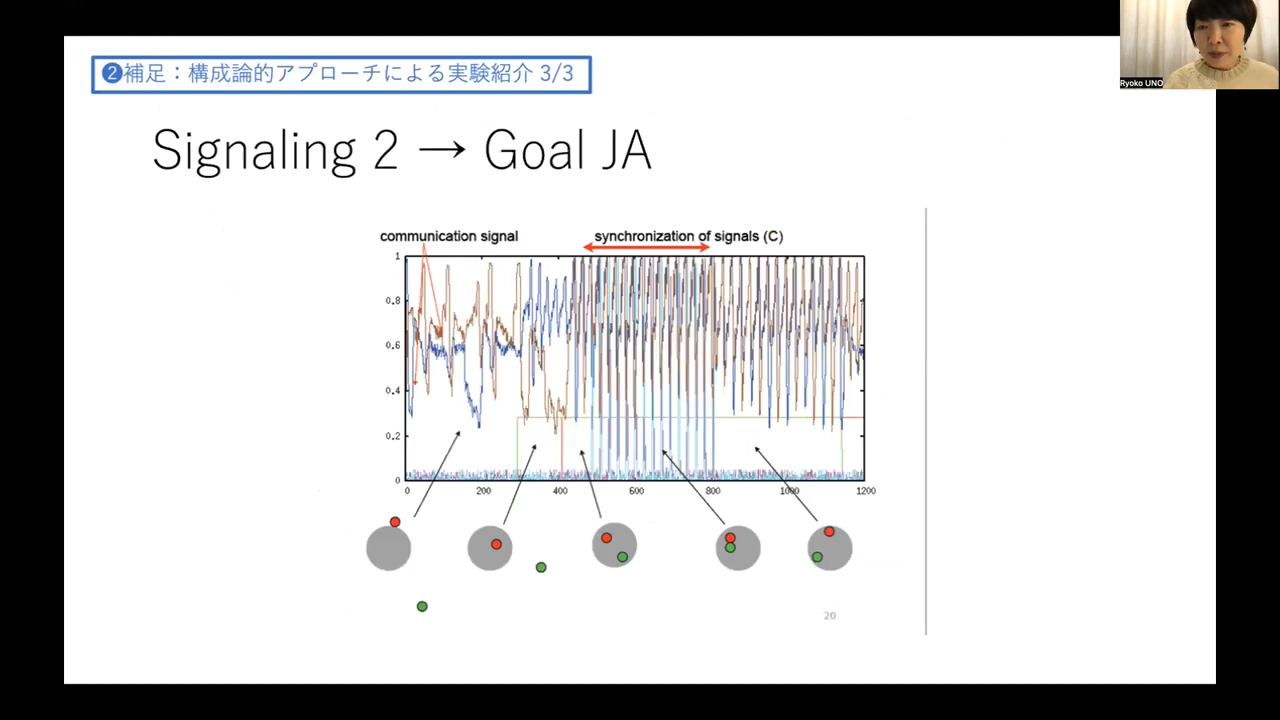 ❷補足：構成論的アプローチによる実験紹介 3/3
Ryoko UNO
Signaling 2 → Goal JA
communication signal
synchronization of signals (C)
1
0.8
0.6
0.4
0.2
0
0 200 400 600 800 1000 1200
20